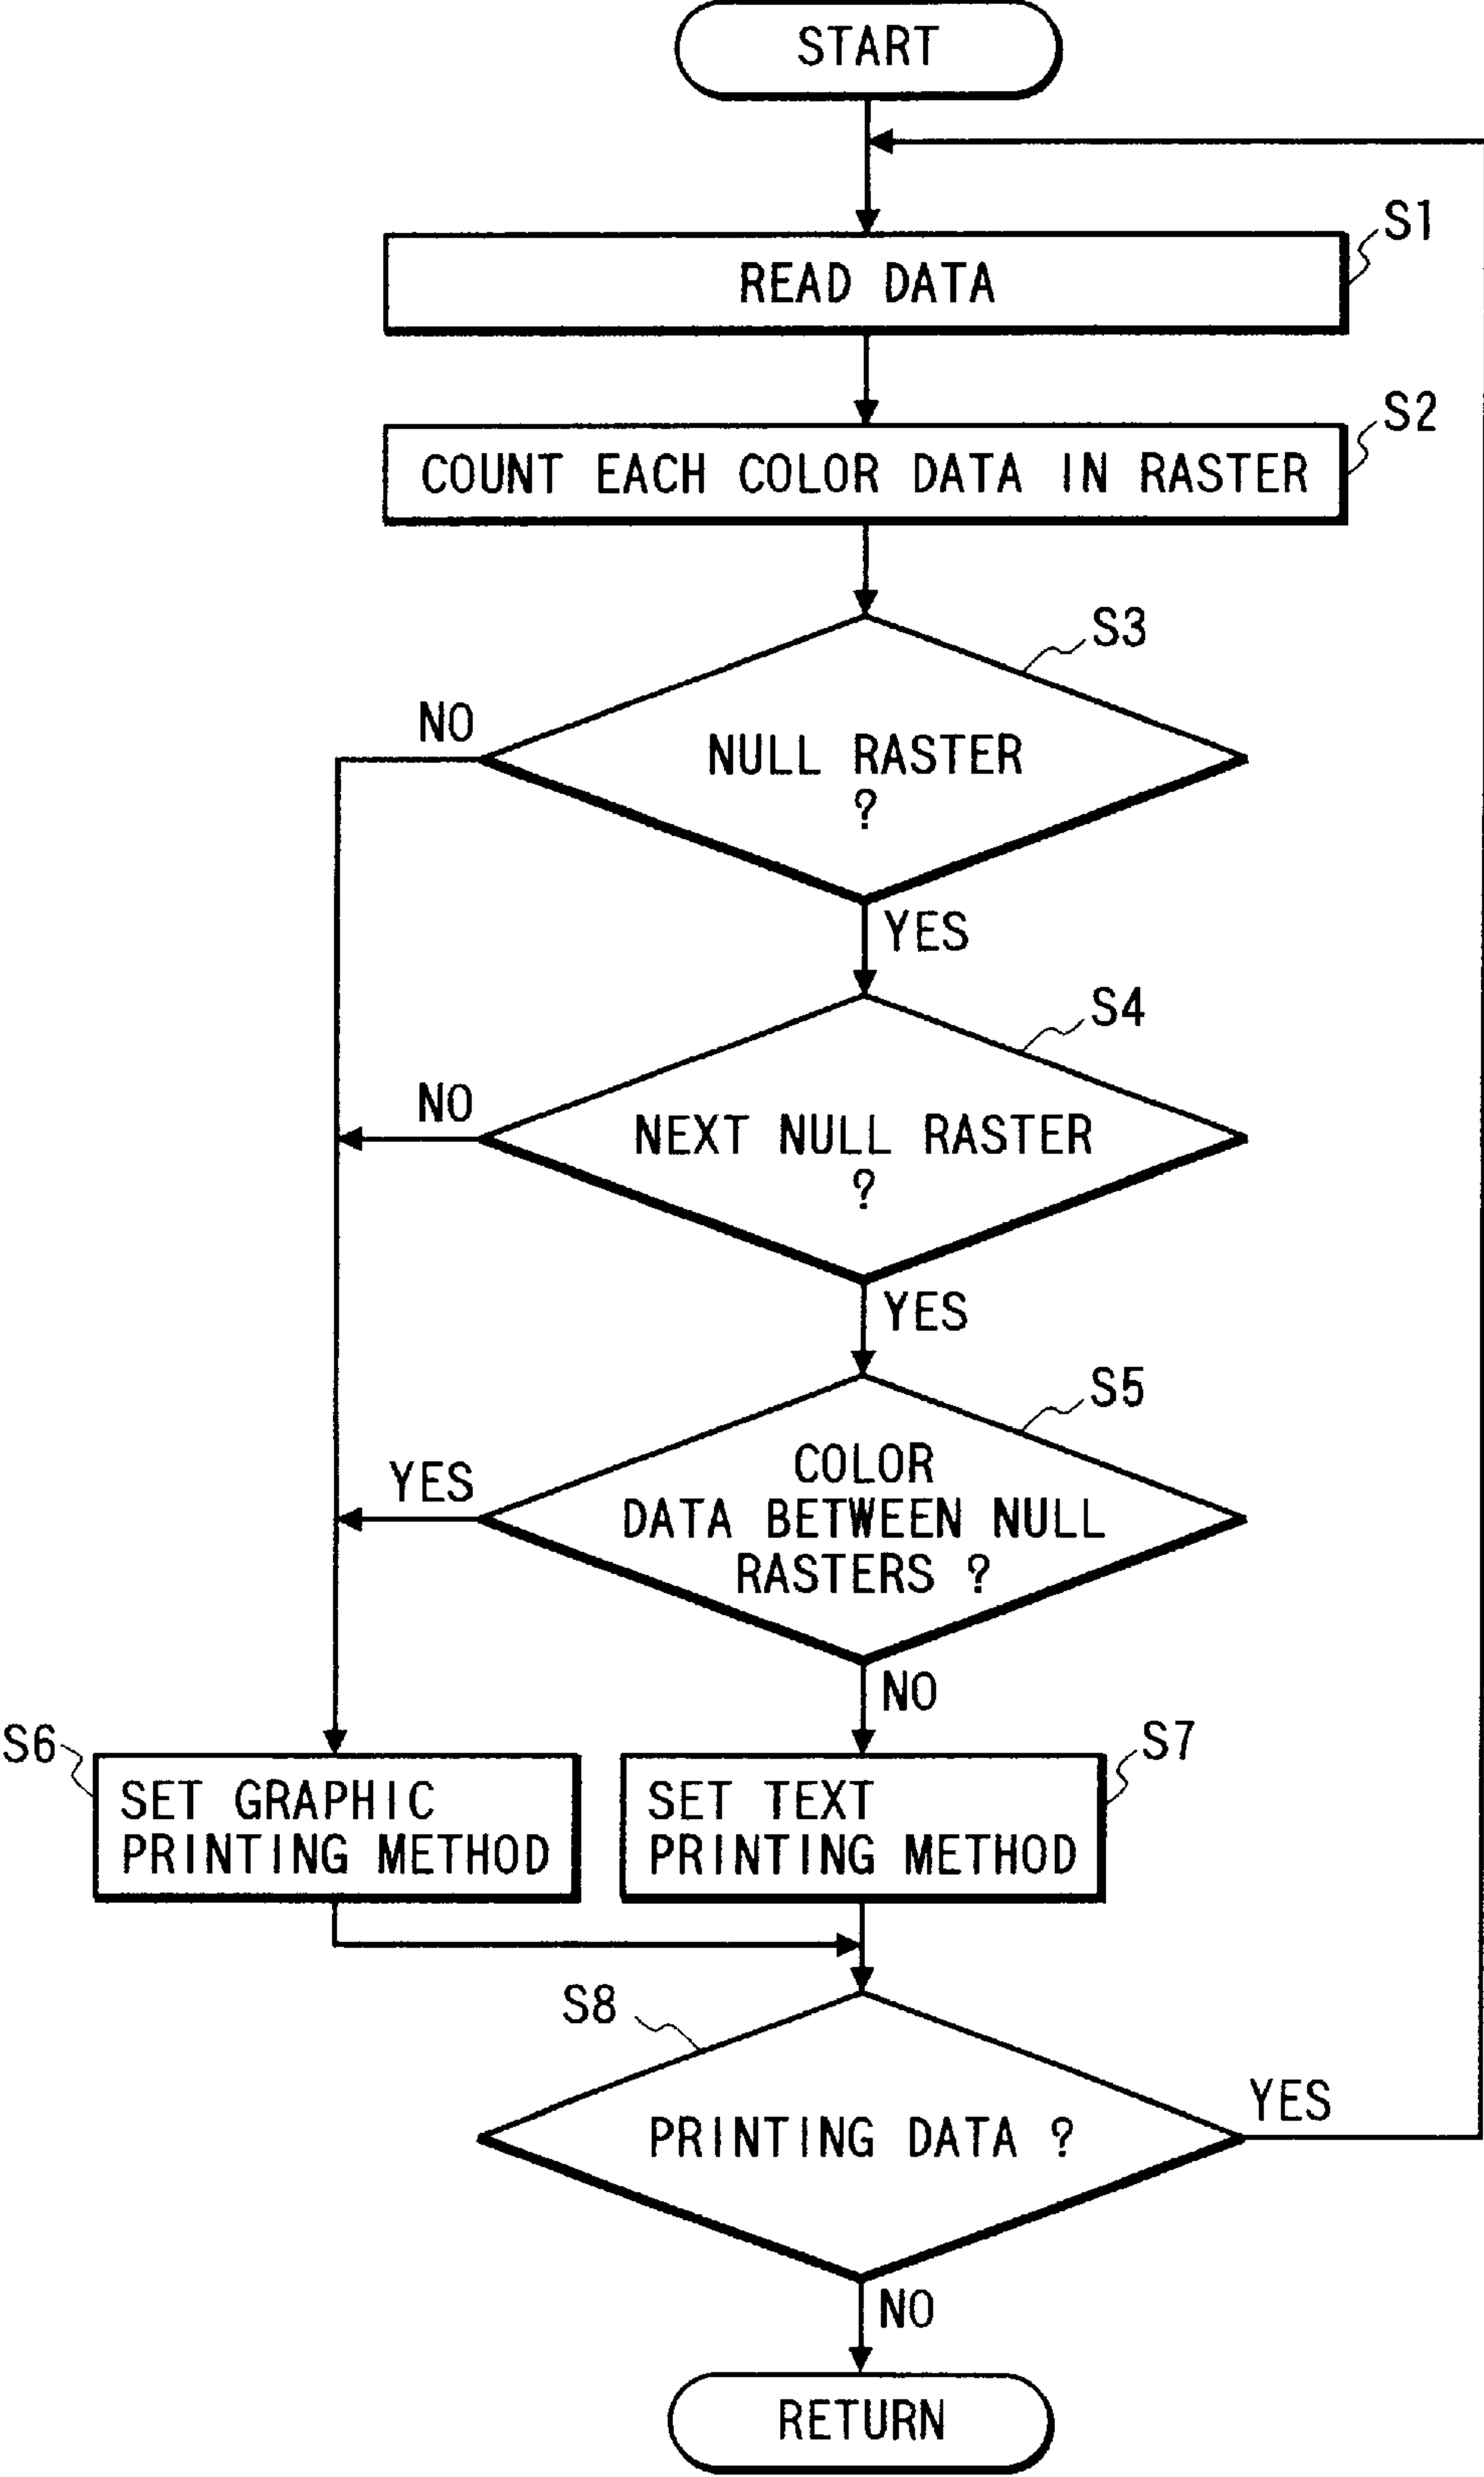 START
S1
READ DATA
S2
COUNT EACH COLOR DATA IN RASTER
S3
NO
NULL RASTER
?
YES
S4
NO
NEXT NULL RASTER
?
YES
S5
YES
COLOR
DATA BETWEEN NULL
RASTERS ?
NO
S6
SET GRAPHIC
PRINTING METHOD
S7
SET TEXT
PRINTING METHOD
S8
PRINTING DATA ?
YES
NO
RETURN